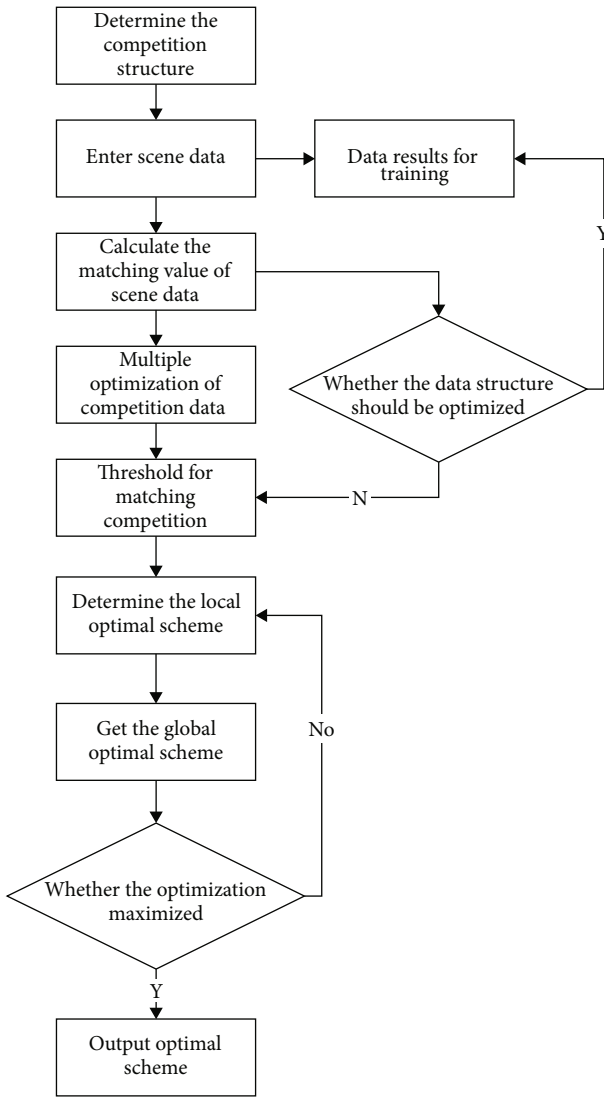 Determine the
competition
structure
Enter scene data
Data results for
training
Y
Calculate the
matching value of
scene data
Multiple
optimization of
competition data
Whether the data structure
should be optimized
Threshold for
matching
competition
N
Determine the local
optimal scheme
Get the global
optimal scheme
No
Whether the optimization
maximized
Y
Output optimal
scheme